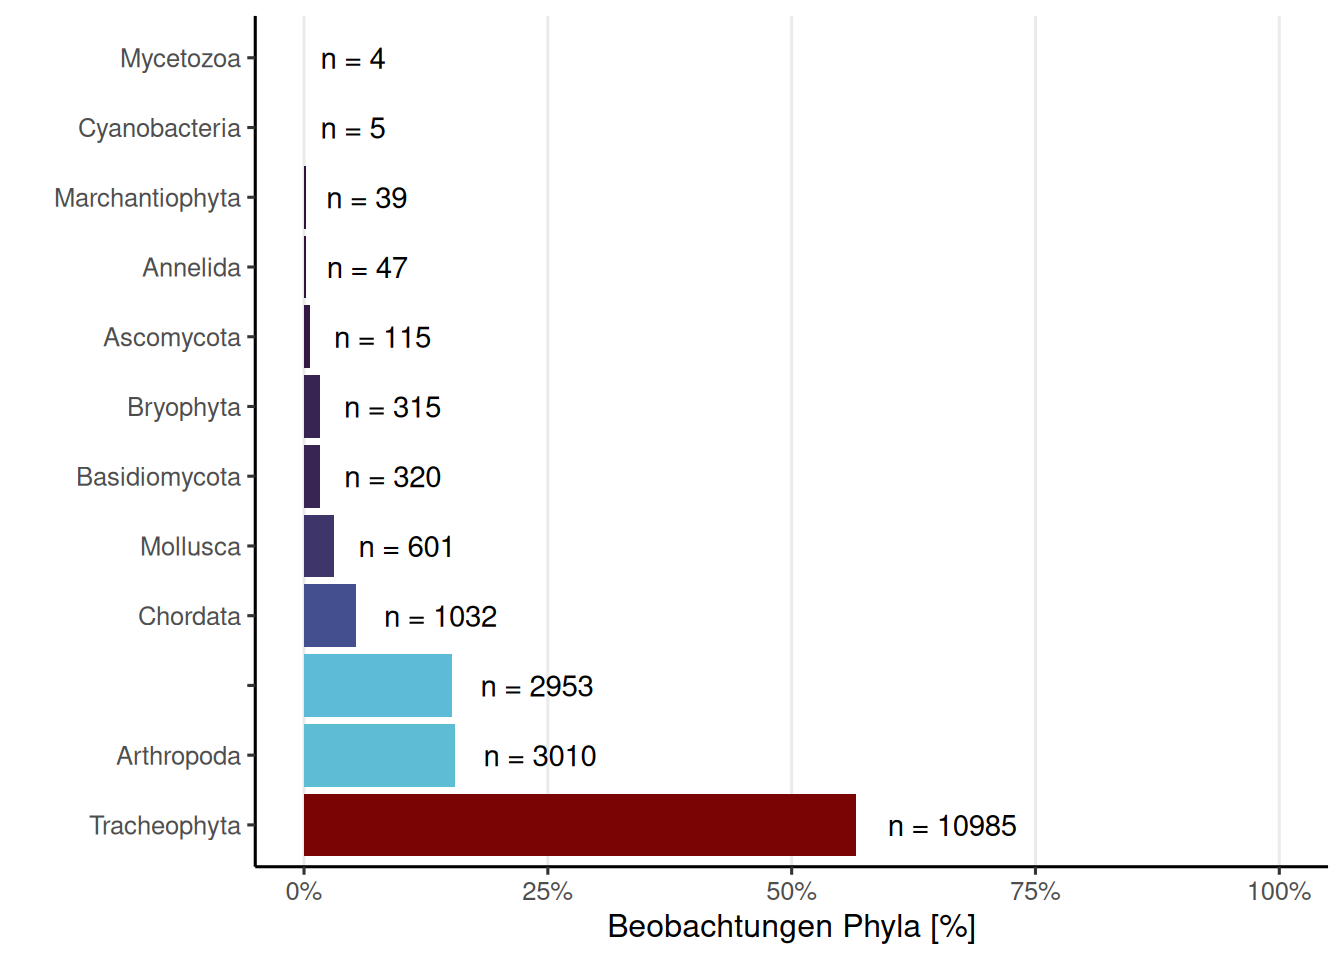 Mycetozoa n = 4
Cyanobacteria n = 5
Marchantiophyta n = 39
Annelida n = 47
Ascomycota n = 115
Bryophyta n = 315
Basidiomycota n = 320
Mollusca n = 601
Chordata n = 1032
n = 2953
Arthropoda n = 3010
Tracheophyta n = 10985
0% 25% 50% 75% 100%
Beobachtungen Phyla [%]